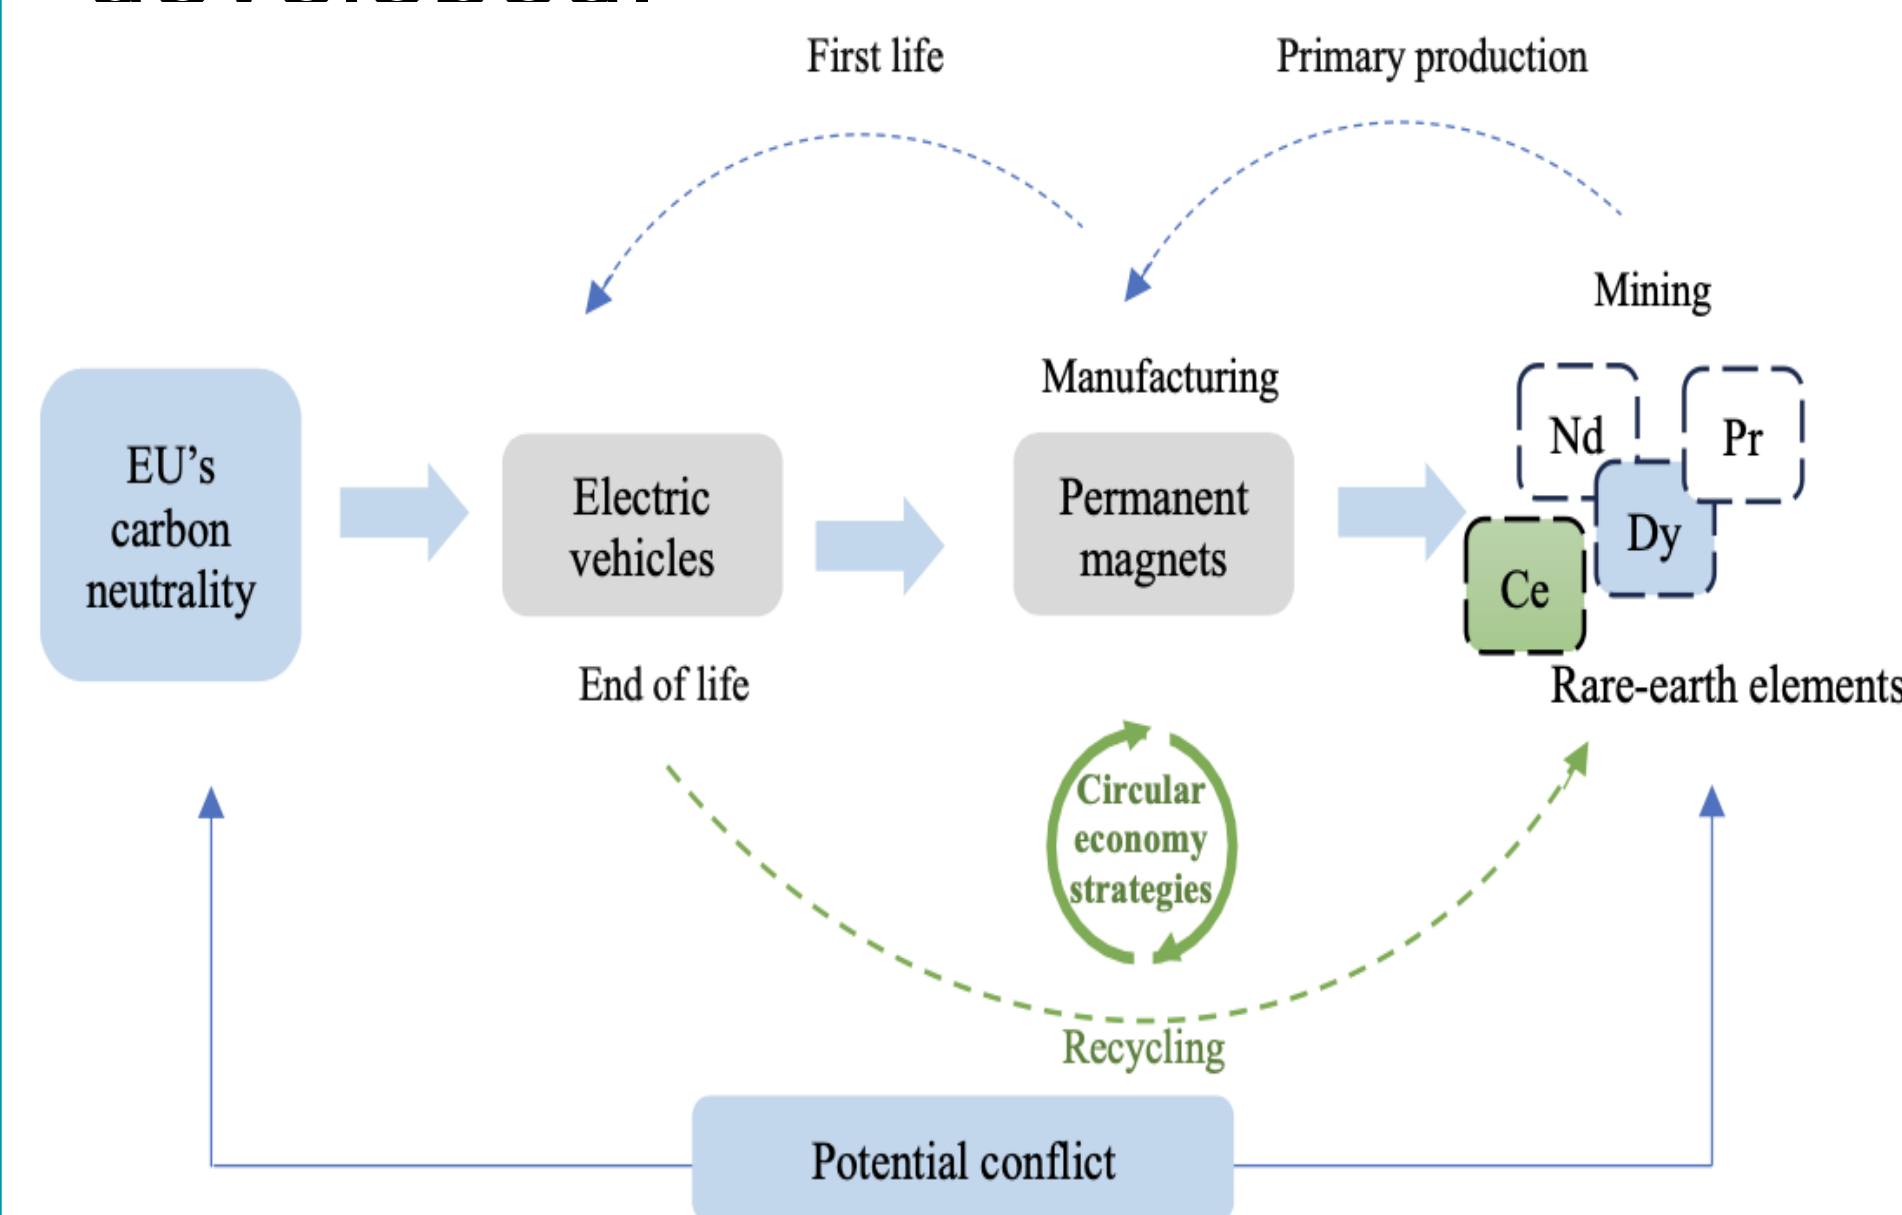 First life
Primary production
Mining
Manufacturing
Nd
Pr
EU's
carbon
neutrality
Electric
vehicles
Permanent
magnets
Dy
Ce
End of life
Rare-earth elements
Circular
economy
strategies
Recycling
Potential conflict